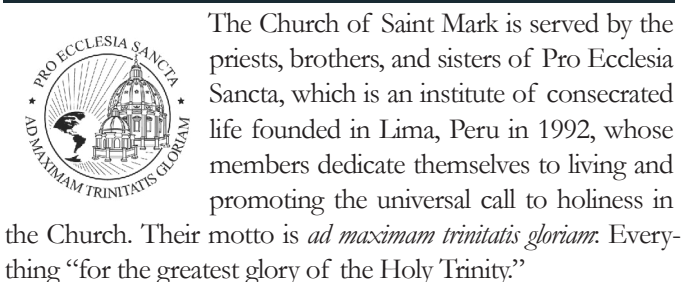 PRO ECCLESIA SANCTA
AD MAXIMAM TRINITATIS GLORIAM
The Church of Saint Mark is served by the
priests, brothers, and sisters of Pro Ecclesia
Sancta, which is an institute of consecrated
life founded in Lima, Peru in 1992, whose
members dedicate themselves to living and
promoting the universal call to holiness in
the Church. Their motto is ad maximam trinitatis gloriam: Every-
thing “for the greatest glory of the Holy Trinity.”